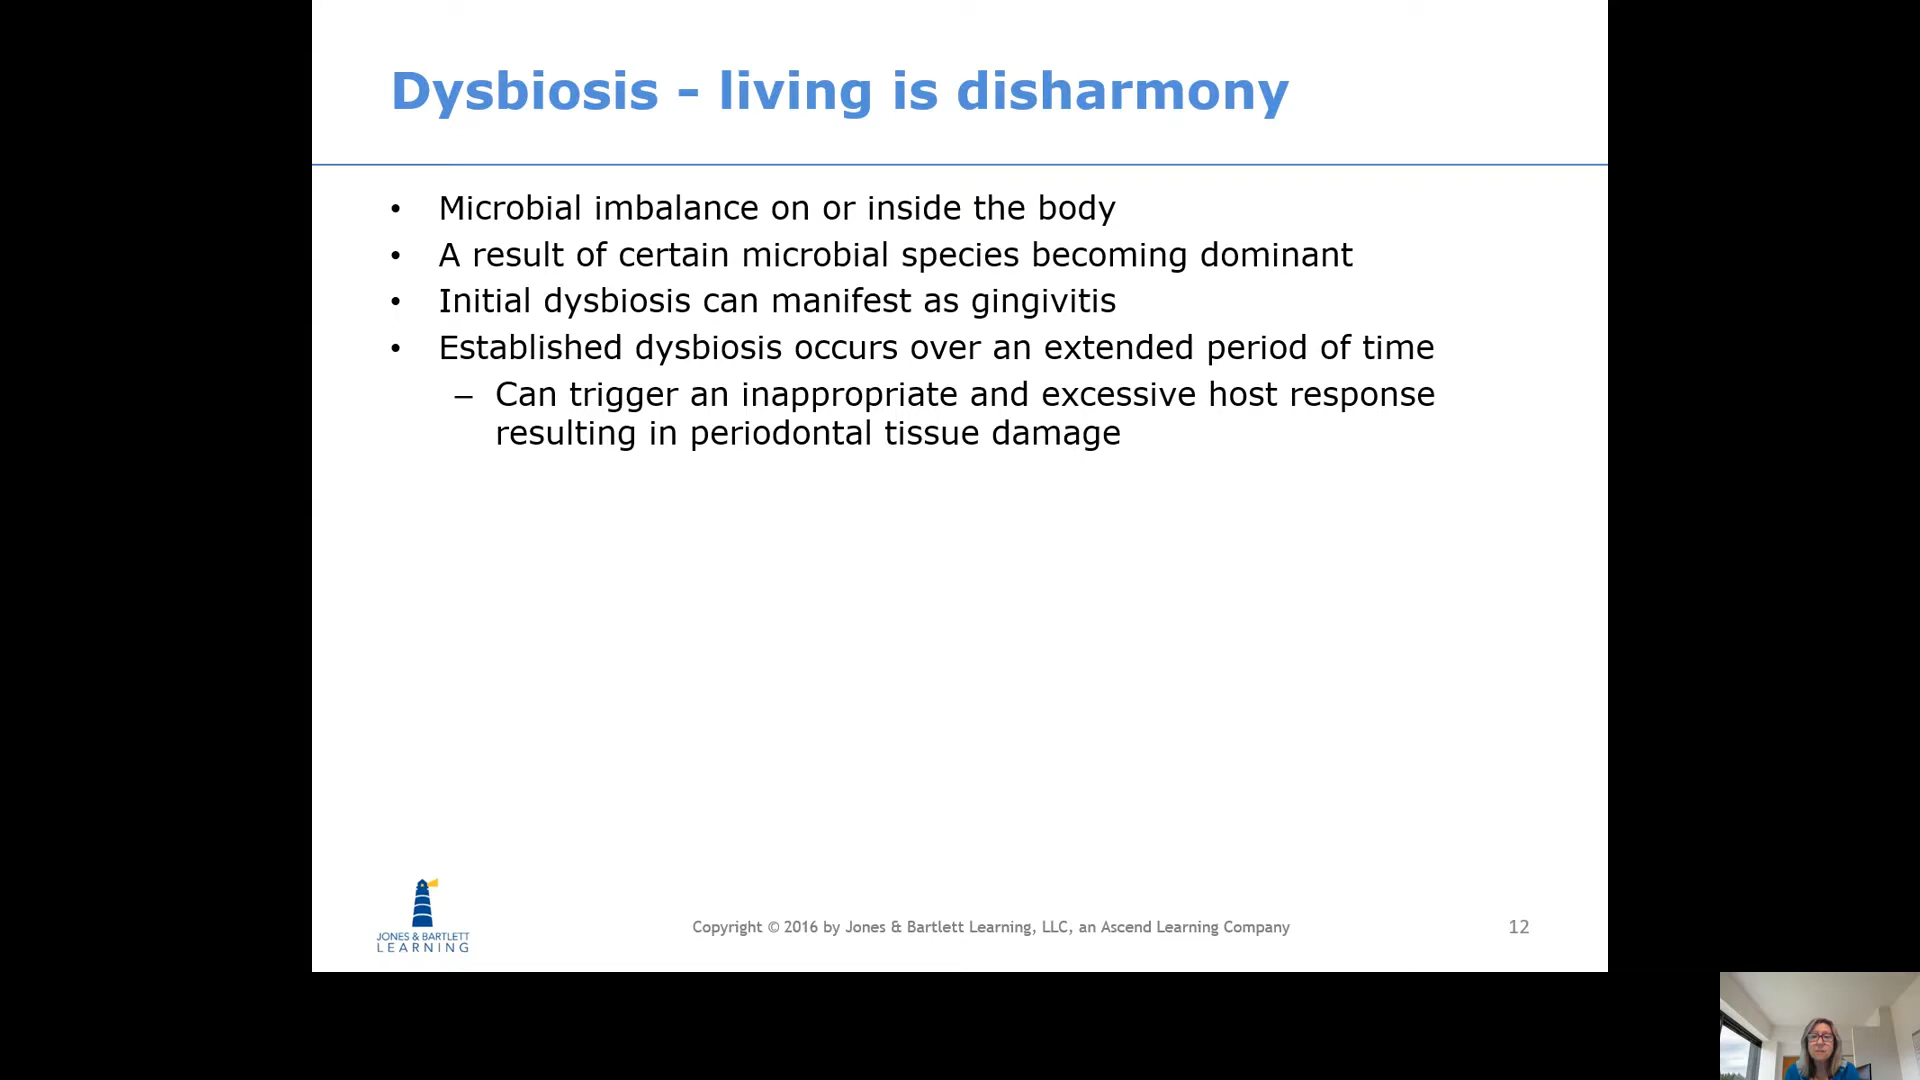 Dysbiosis – living is disharmony
• Microbial imbalance on or inside the body
• A result of certain microbial species becoming dominant
• Initial dysbiosis can manifest as gingivitis
• Established dysbiosis occurs over an extended period of time
– Can trigger an inappropriate and excessive host response
resulting in periodontal tissue damage
JONES & BARTLETT
LEARNING
Copyright © 2016 by Jones & Bartlett Learning, LLC, an Ascend Learning Company
12